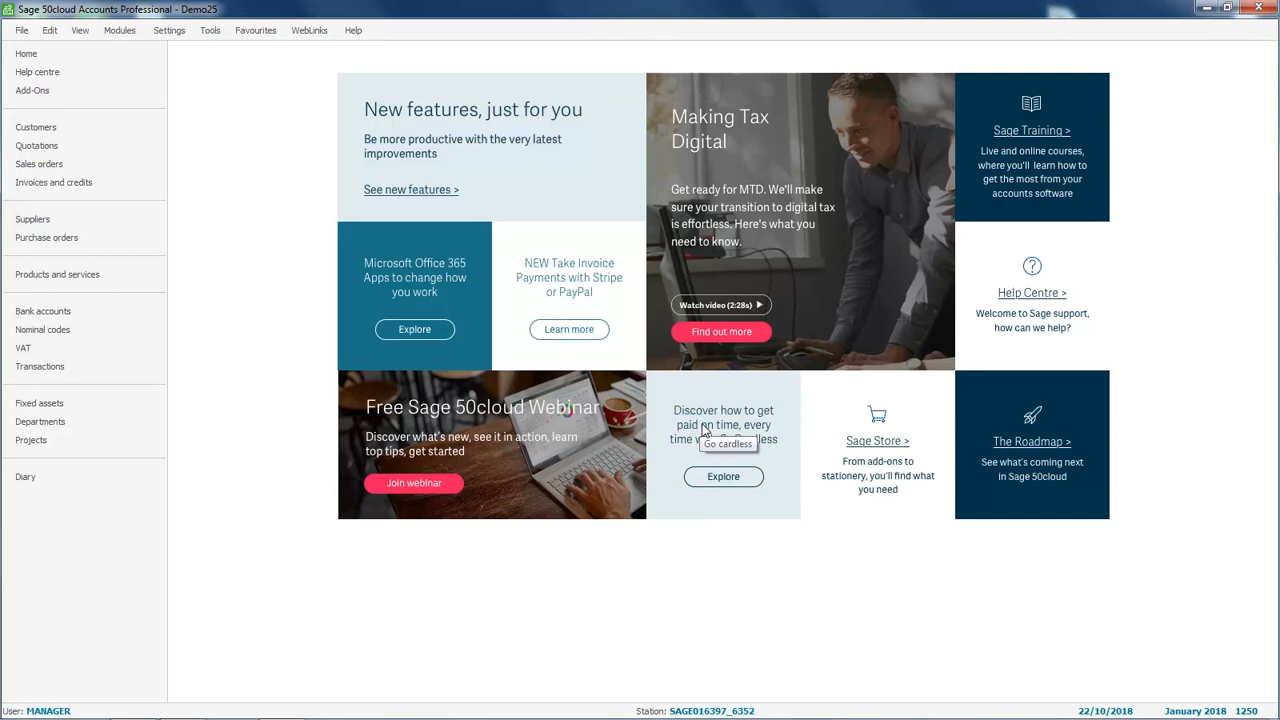 Sage 50cloud Accounts Professional - Demo25
File Edit View Modules Settings Tools Favourites WebLinks Help
Home
Help centre
Add-Ons
Customers
Quotations
Sales orders
Invoices and credits
Suppliers
Purchase orders
Products and services
Bank accounts
Nominal codes
VAT
Transactions
Fixed assets
Departments
Projects
Diary
New features, just for you
Be more productive with the very latest
improvements
See new features >
Microsoft Office 365
Apps to change how
you work
Explore
NEW Take Invoice
Payments with Stripe
or PayPal
Learn more
Making Tax
Digital
Get ready for MTD. We'll make
sure your transition to digital tax
is effortless. Here's what you
need to know.
Watch video (2:28s)
Find out more
Sage Training >
Live and online courses,
where you'll learn how to
get the most from your
accounts software
Help Centre >
Welcome to Sage support,
how can we help?
Free Sage 50cloud Webinar
Discover what's new, see it in action, learn
top tips, get started
Join webinar
Discover how to get
paid on time, every
time
Go cardless
Explore
Sage Store >
From add-ons to
stationery, you'll find what
you need
The Roadmap >
See what's coming next
in Sage 50cloud
User: MANAGER
Station: SAGE016397_6352
22/10/2018
January 2018
1250